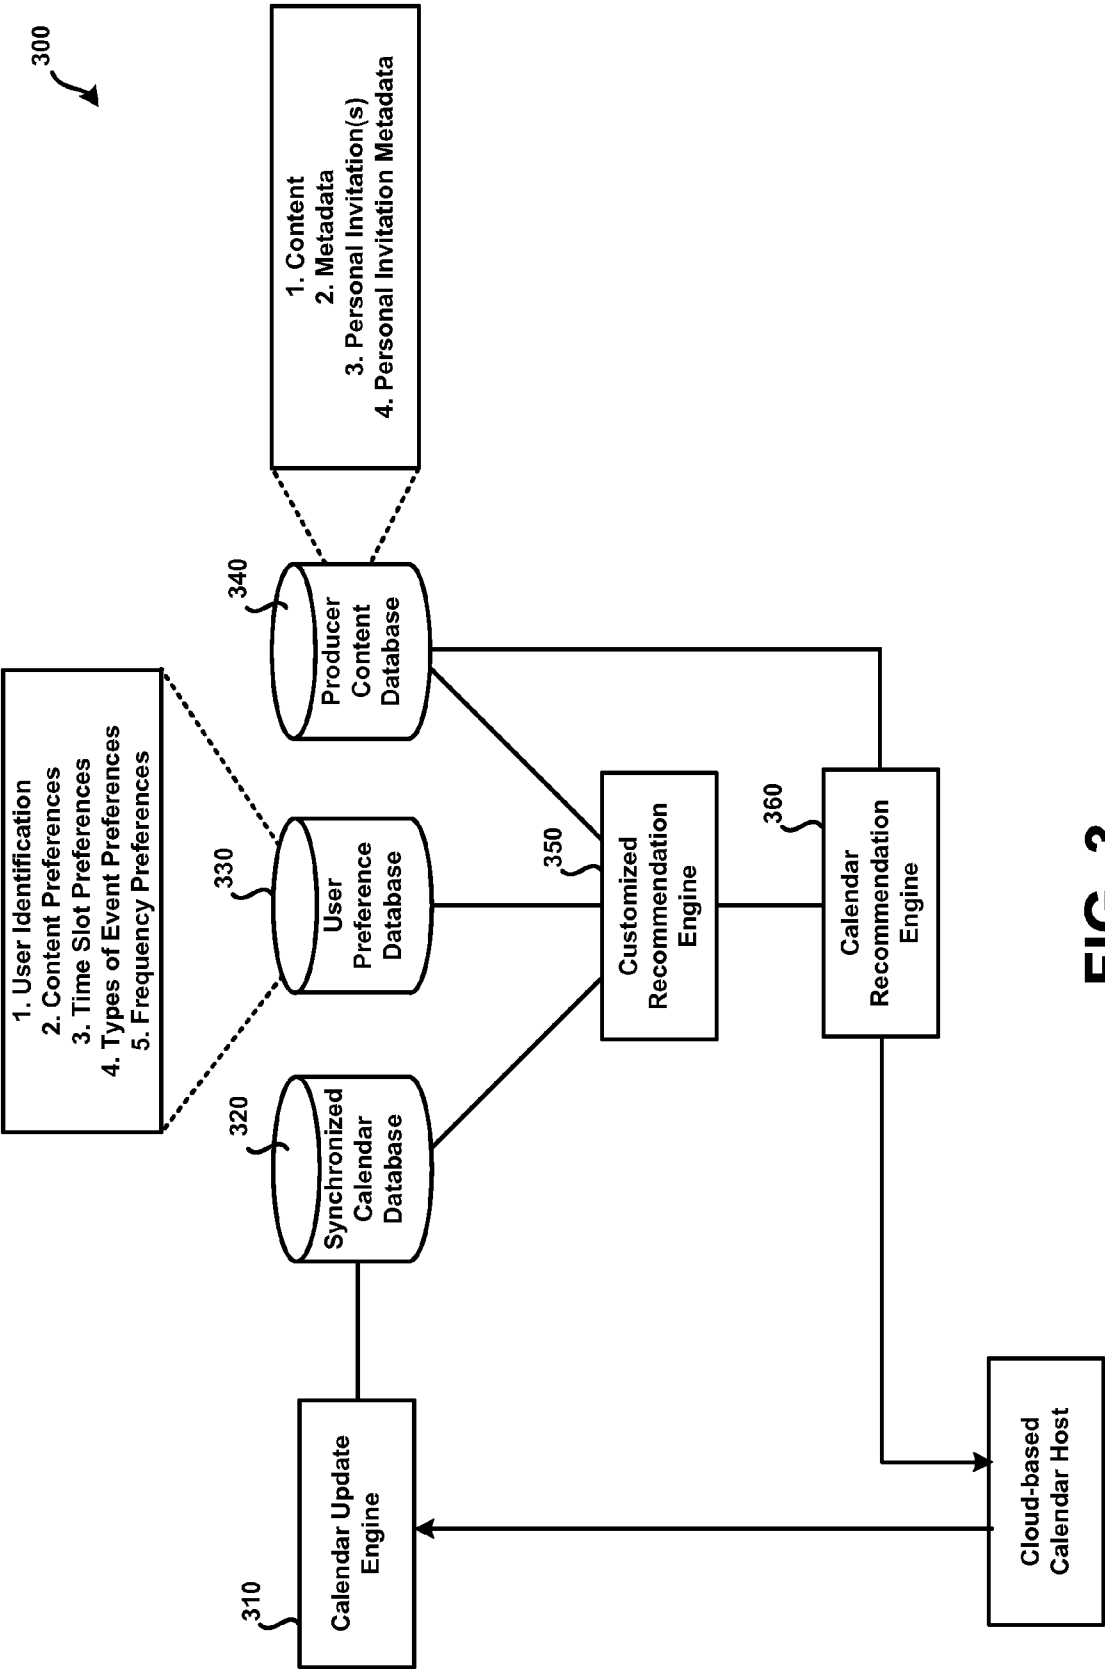 300
1. User Identification
2. Content Preferences
3. Time Slot Preferences
4. Types of Event Preferences
5. Frequency Preferences
1. Content
2. Metadata
3. Personal Invitation(s)
4. Personal Invitation Metadata
310
Calendar Update
Engine
320
Synchronized
Calendar
Database
330
User
Preference
Database
340
Producer
Content
Database
350
Customized
Recommendation
Engine
360
Calendar
Recommendation
Engine
Cloud-based
Calendar Host
FIG. 3